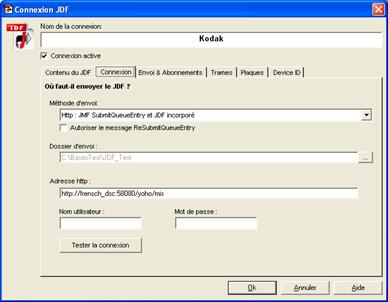 Connexion JDF
JDF
Nom de la connexion:
Kodak
Connexion active
Contenu du JDF Connexion Envoi & Abonnements Trames Plaques Device ID
Où faut-il envoyer le JDF ?
Méthode d'envoi:
Http : JMF SubmitQueueEntry et JDF incorporé
Autoriser le message ReSubmitQueueEntry
Dossier d'envoi :
C:\BasesTest\JDF_Test
...
Adresse http :
http://frensch_dsc:58080/yoho/mis
Nom utilisateur : Mot de passe :
Tester la connexion
Ok Annuler Aide